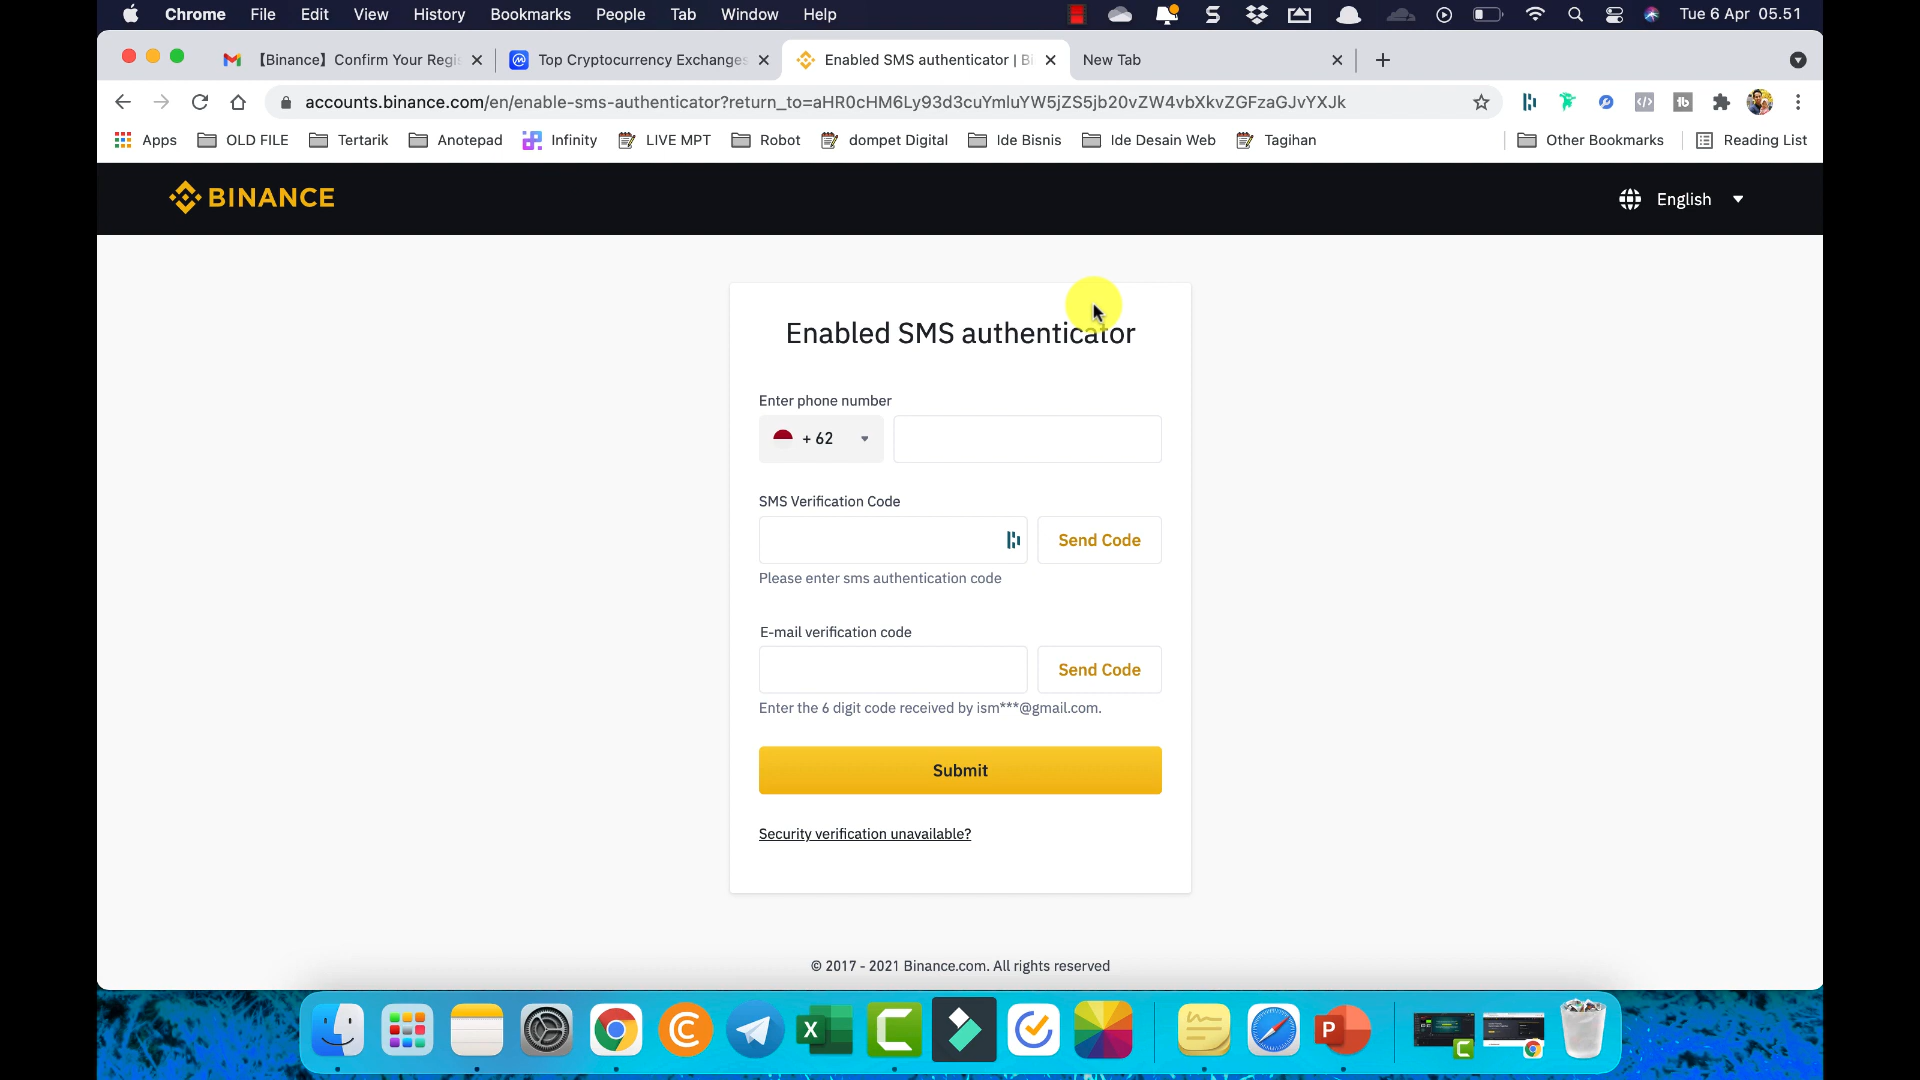 Chrome File Edit View History Bookmarks People Tab Window Help Tue 6 Apr 05.51
【Binance】Confirm Your Regis Top Cryptocurrency Exchanges Enabled SMS authenticator | Bi New Tab
accounts.binance.com/en/enable-sms-authenticator?return_to=aHR0cHM6Ly93d3cuYmluYW5jZS5jb20vZW4vbXkvZGFzaGJvYXJk
Apps OLD FILE Tertarik Anotepad Infinity LIVE MPT Robot dompet Digital Ide Bisnis Ide Desain Web Tagihan Other Bookmarks Reading List
BINANCE English
Enabled SMS authenticator
Enter phone number
+ 62
SMS Verification Code
Send Code
Please enter sms authentication code
E-mail verification code
Send Code
Enter the 6 digit code received by ism***@gmail.com.
Submit
Security verification unavailable?
© 2017 - 2021 Binance.com. All rights reserved